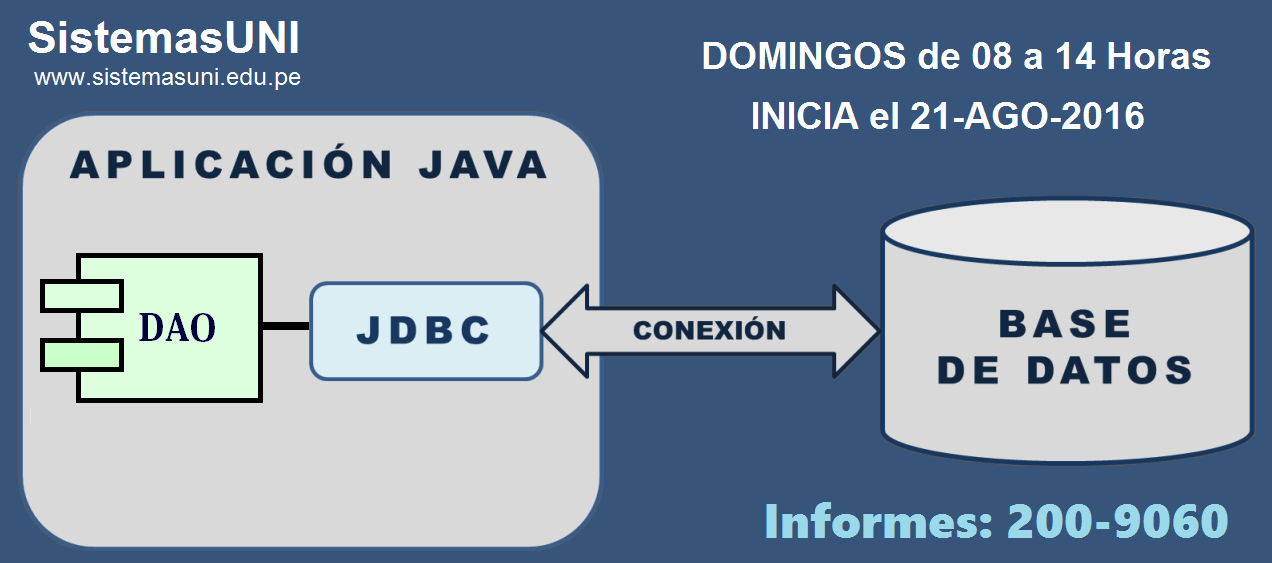 SistemasUNI
www.sistemasuni.edu.pe
DOMINGOS de 08 a 14 Horas
INICIA el 21-AGO-2016
APLICACIÓN JAVA
DAO
JDBC
CONEXIÓN
BASE
DE DATOS
Informes: 200-9060